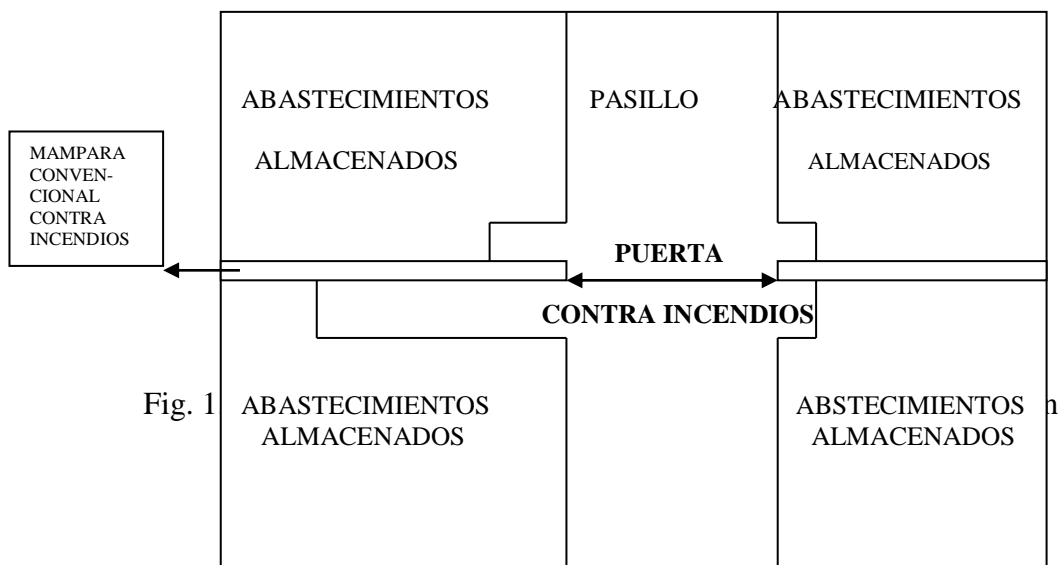 ABASTECIMIENTOS PASILLO ABASTECIMIENTOS
ALMACENADOS ALMACENADOS
MAMPARA
CONVEN-
CIONAL
CONTRA
INCENDIOS
PUERTA
CONTRA INCENDIOS
Fig. 1 ABASTECIMIENTOS ABSTECIMIENTOS
ALMACENADOS ALMACENADOS